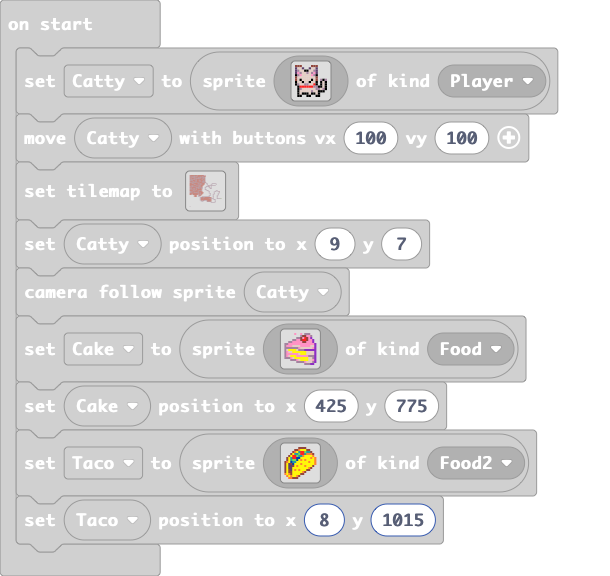 on start
set Catty to sprite of kind Player
move Catty with buttons vx 100 vy 100
set tilemap to
set Catty position to x 9 y 7
camera follow sprite Catty
set Cake to sprite of kind Food
set Cake position to x 425 y 775
set Taco to sprite of kind Food2
set Taco position to x 8 y 1015